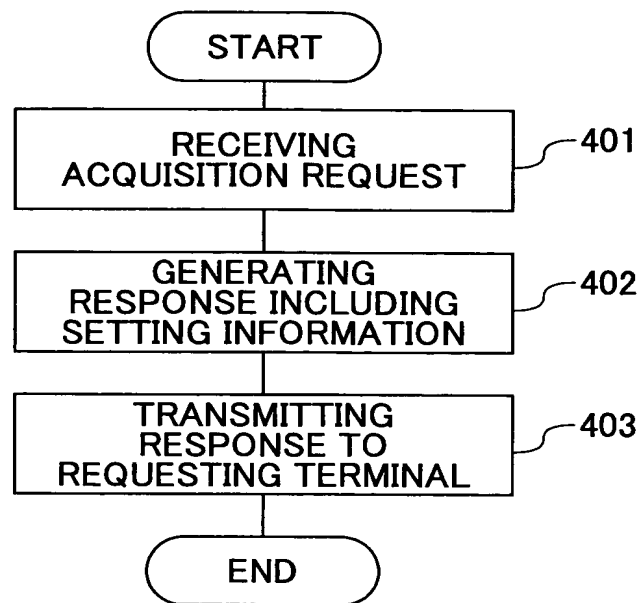 START
RECEIVING
ACQUISITION REQUEST
401
GENERATING
RESPONSE INCLUDING
SETTING INFORMATION
402
TRANSMITTING
RESPONSE TO
REQUESTING TERMINAL
403
END